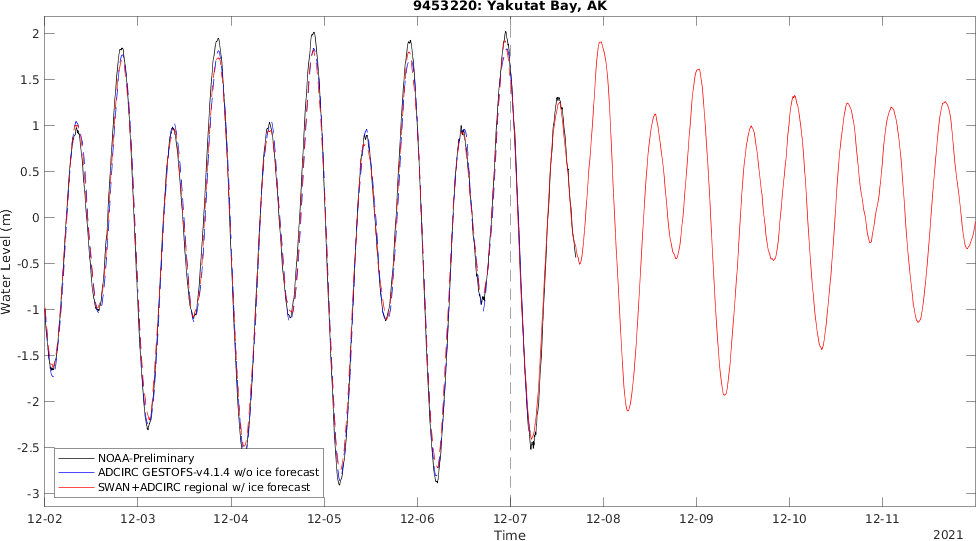 9453220: Yakutat Bay, AK
Water Level (m)
2
1.5
1
0.5
0
-0.5
-1
-1.5
-2
-2.5
-3
NOAA-Preliminary
ADCIRC GESTOFS-v4.1.4 w/o ice forecast
SWAN+ADCIRC regional w/ ice forecast
12-02 12-03 12-04 12-05 12-06 12-07 12-08 12-09 12-10 12-11
Time
2021